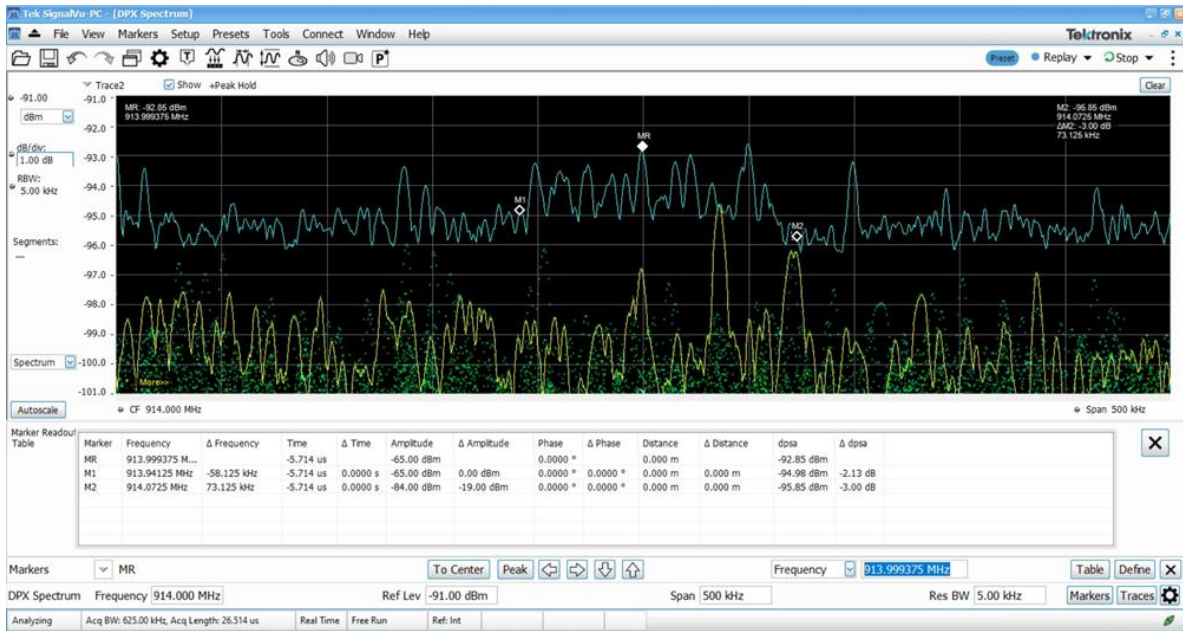 Tek SignalVu-PC - [DPX Spectrum]
File View Markers Setup Presets Tools Connect Window Help Tektronix
T P Preset Replay Stop
Trace2 Show +Peak Hold Clear
-91.00
dBm
dB/div:
1.00 dB
RBW:
5.00 kHz
Segments:
---
Spectrum
Autoscale
-91.0
-92.0
-93.0
-94.0
-95.0
-96.0
-97.0
-98.0
-99.0
-100.0
-101.0
MR: -92.85 dBm
913.999375 MHz
M2: -95.85 dBm
914.0725 MHz
ΔM2: -3.00 dB
73.125 kHz
MR
M1
M2
More>>
CF 914.000 MHz Span 500 kHz
Marker Readout
Table
Marker Frequency Δ Frequency Time Δ Time Amplitude Δ Amplitude Phase Δ Phase Distance Δ Distance dpsa Δ dpsa
MR 913.999375 M... -5.714 us -65.00 dBm 0.0000 ° 0.000 m -92.85 dBm
M1 913.94125 MHz -58.125 kHz -5.714 us 0.0000 s -65.00 dBm 0.00 dBm 0.0000 ° 0.0000 ° 0.000 m 0.000 m -94.98 dBm -2.13 dB
M2 914.0725 MHz 73.125 kHz -5.714 us 0.0000 s -84.00 dBm -19.00 dBm 0.0000 ° 0.0000 ° 0.000 m 0.000 m -95.85 dBm -3.00 dB
Markers MR To Center Peak Frequency 913.999375 MHz Table Define
DPX Spectrum Frequency 914.000 MHz Ref Lev -91.00 dBm Span 500 kHz Res BW 5.00 kHz Markers Traces
Analyzing Acq BW: 625.00 kHz, Acq Length: 26.514 us Real Time Free Run Ref: Int